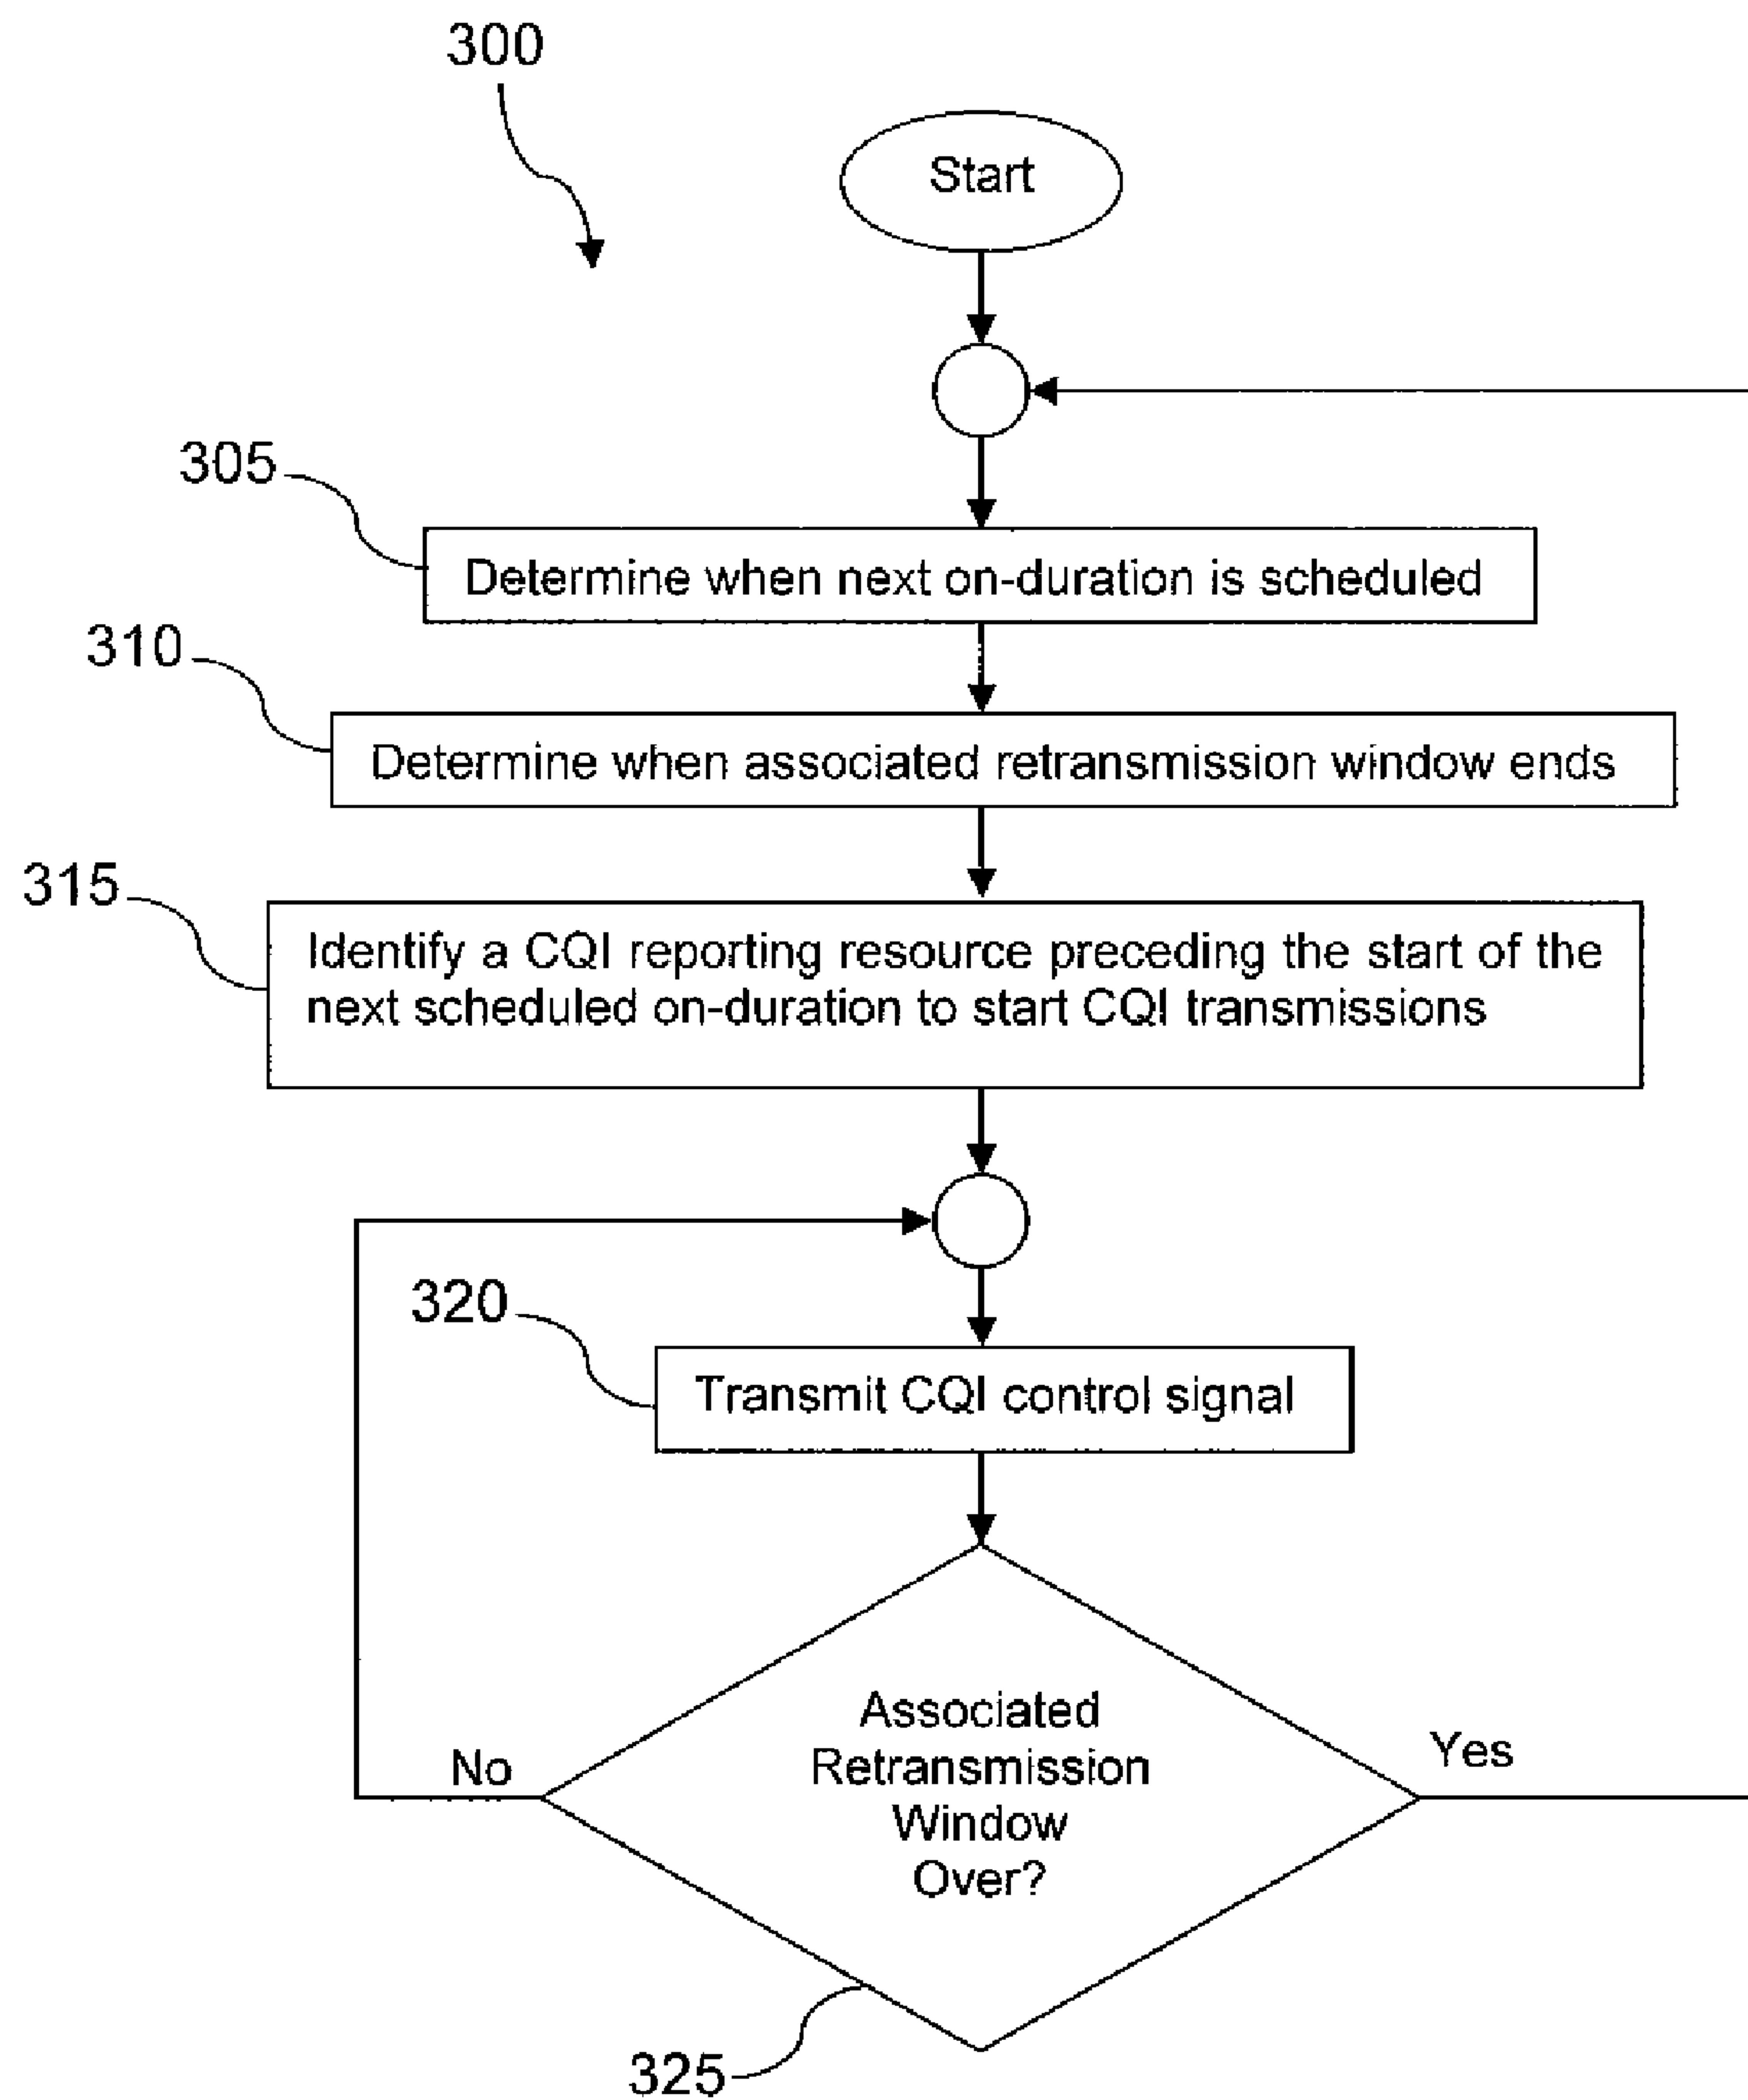 300
Start
305
Determine when next on-duration is scheduled
310
Determine when associated retransmission window ends
315
Identify a CQI reporting resource preceding the start of the
next scheduled on-duration to start CQI transmissions
320
Transmit CQI control signal
Associated
Retransmission
Window
Over?
No
Yes
325